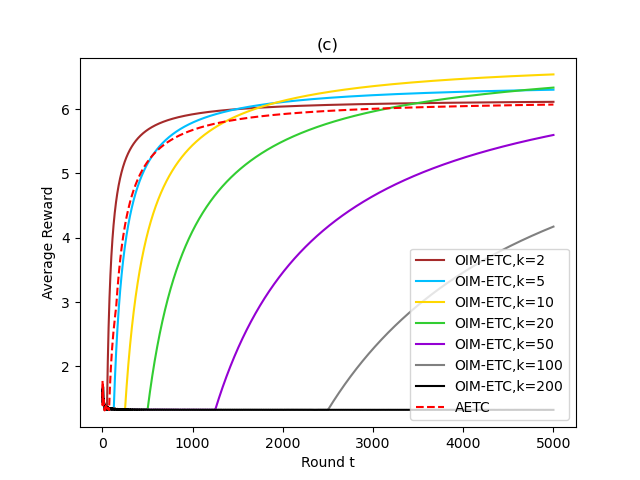 (c)
Average Reward
6
5
4
3
2
OIM-ETC,k=2
OIM-ETC,k=5
OIM-ETC,k=10
OIM-ETC,k=20
OIM-ETC,k=50
OIM-ETC,k=100
OIM-ETC,k=200
AETC
0 1000 2000 3000 4000 5000
Round t